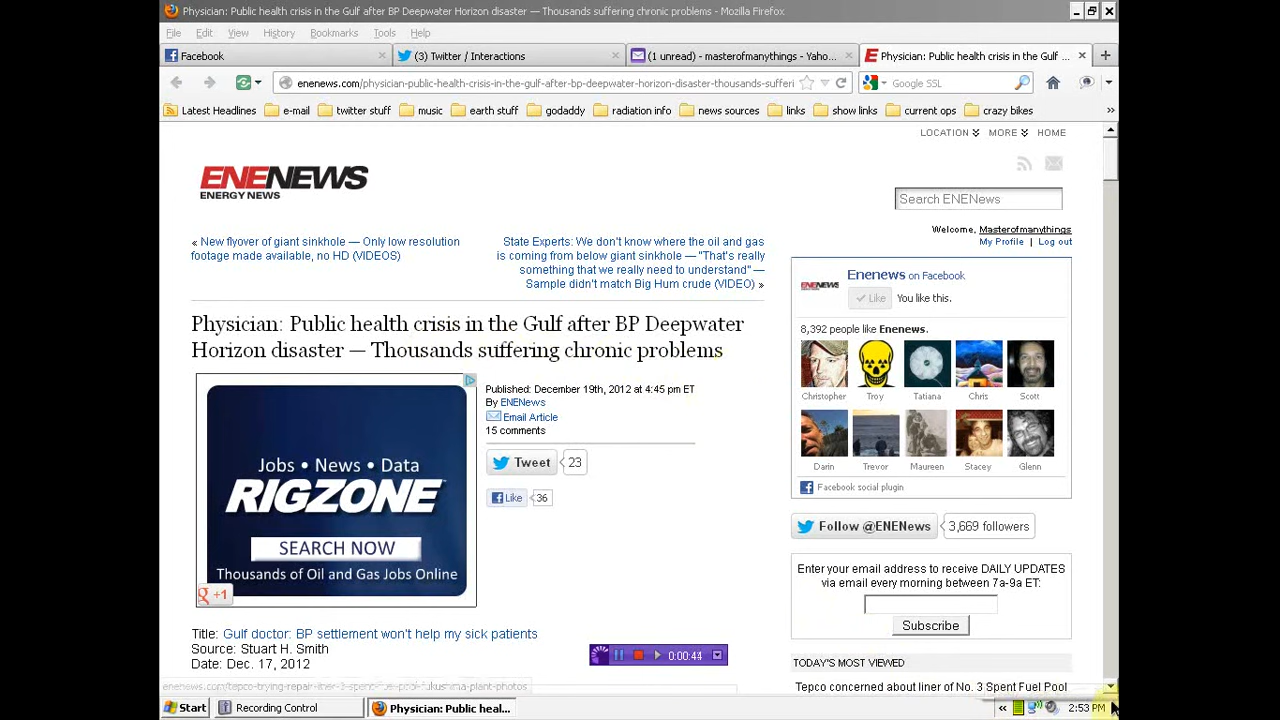 Physician: Public health crisis in the Gulf after BP Deepwater Horizon disaster — Thousands suffering chronic problems - Mozilla Firefox
File Edit View History Bookmarks Tools Help
Facebook
(3) Twitter / Interactions
(1 unread) - masterofmanythings - Yaho...
Physician: Public health crisis in the Gulf ...
enenews.com/physician-public-health-crisis-in-the-gulf-after-bp-deepwater-horizon-disaster-thousands-sufferi
Google SSL
Latest Headlines e-mail twitter stuff music earth stuff godaddy radiation info news sources links show links current ops crazy bikes
LOCATION MORE HOME
ENENEWS
ENERGY NEWS
Search ENENews
Welcome, Masterofmanythings
My Profile | Log out
« New flyover of giant sinkhole — Only low resolution
footage made available, no HD (VIDEOS)
State Experts: We don't know where the oil and gas
is coming from below giant sinkhole — "That's really
something that we really need to understand" —
Sample didn't match Big Hum crude (VIDEO) »
Physician: Public health crisis in the Gulf after BP Deepwater
Horizon disaster — Thousands suffering chronic problems
Jobs • News • Data
RIGZONE
SEARCH NOW
Thousands of Oil and Gas Jobs Online
+1
Published: December 19th, 2012 at 4:45 pm ET
By ENENews
Email Article
15 comments
Tweet 23
Like 36
Title: Gulf doctor: BP settlement won't help my sick patients
Source: Stuart H. Smith
Date: Dec. 17, 2012
0:00:44
ENENEWS
Enenews on Facebook
Like You like this.
8,392 people like Enenews.
Christopher Troy Tatiana Chris Scott
Darin Trevor Maureen Stacey Glenn
Facebook social plugin
Follow @ENENews 3,669 followers
Enter your email address to receive DAILY UPDATES
via email every morning between 7a-9a ET:
Subscribe
TODAY'S MOST VIEWED
Tepco concerned about liner of No. 3 Spent Fuel Pool
enenews.com/tepco-trying-repair-liner-3-spent-fuel-pool-fukushima-plant-photos
Start
Recording Control
Physician: Public heal...
2:53 PM